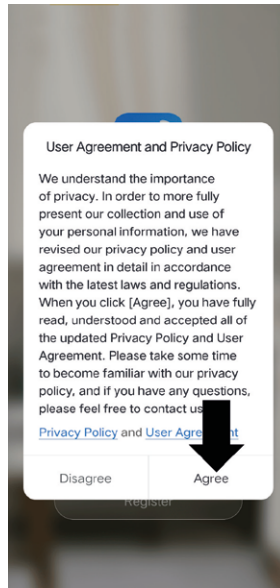 User Agreement and Privacy Policy
We understand the importance
of privacy. In order to more fully
present our collection and use of
your personal information, we have
revised our privacy policy and user
agreement in detail in accordance
with the latest laws and regulations.
When you click [Agree], you have fully
read, understood and accepted all of
the updated Privacy Policy and User
Agreement. Please take some time
to become familiar with our privacy
policy, and if you have any questions,
please feel free to contact us
Privacy Policy and User
Disagree Agree
Register